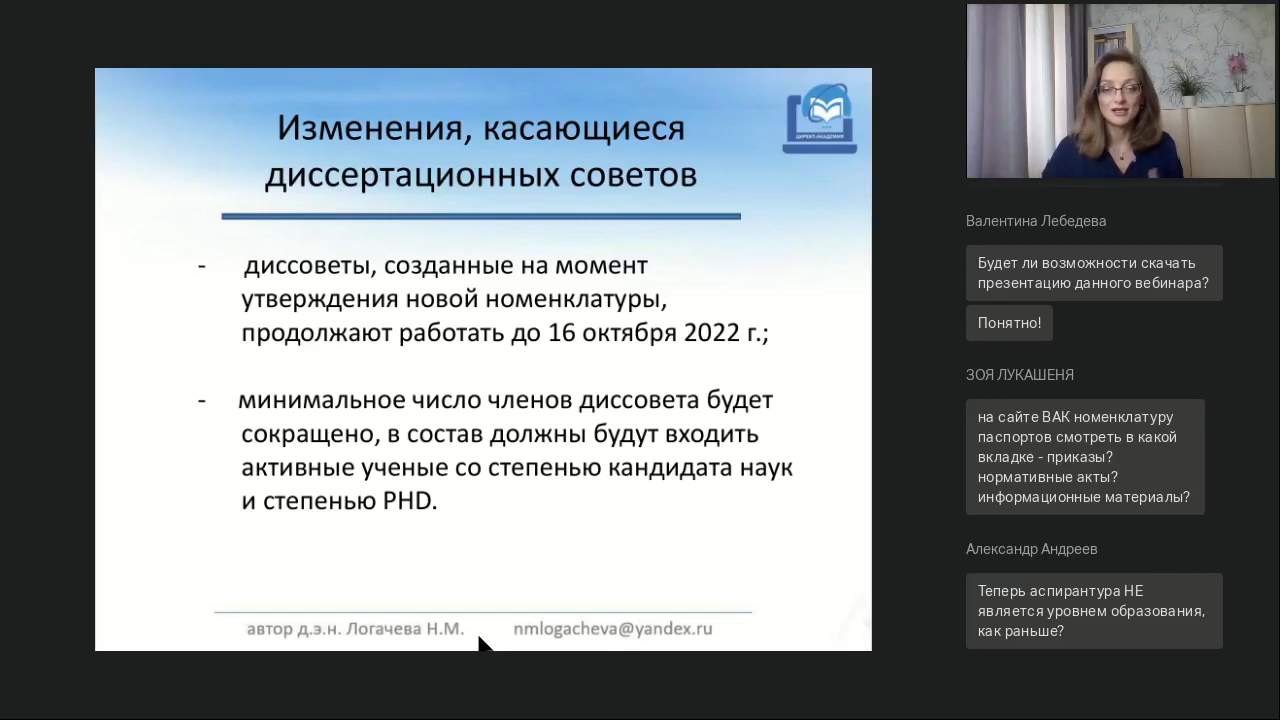 Изменения, касающиеся
диссертационных советов
ДИРЕКТ-АКАДЕМИЯ
- диссоветы, созданные на момент
утверждения новой номенклатуры,
продолжают работать до 16 октября 2022 г.;
- минимальное число членов диссовета будет
сокращено, в состав должны будут входить
активные ученые со степенью кандидата наук
и степенью PHD.
автор д.э.н. Логачева Н.М. nmlogacheva@yandex.ru
Валентина Лебедева
Будет ли возможности скачать
презентацию данного вебинара?
Понятно!
ЗОЯ ЛУКАШЕНЯ
на сайте ВАК номенклатуру
паспортов смотреть в какой
вкладке - приказы?
нормативные акты?
информационные материалы?
Александр Андреев
Теперь аспирантура НЕ
является уровнем образования,
как раньше?